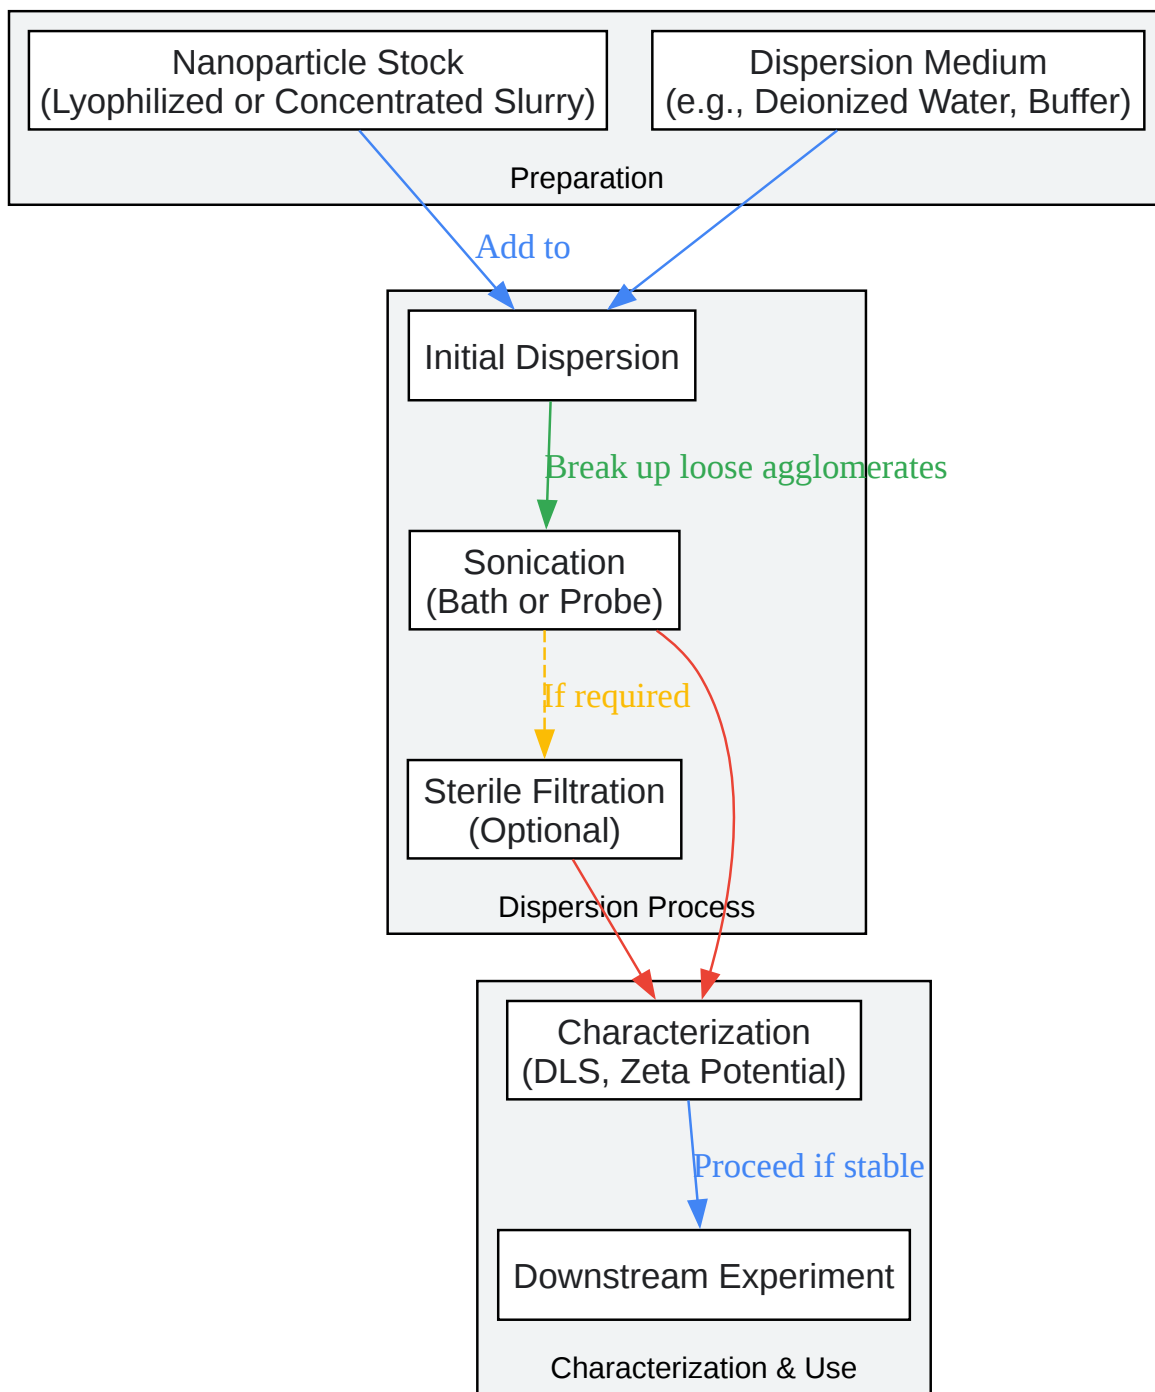 Nanoparticle Stock
(Lyophilized or Concentrated Slurry)
Dispersion Medium
(e.g., Deionized Water, Buffer)
Preparation
Add to
Initial Dispersion
Break up loose agglomerates
Sonication
(Bath or Probe)
If required
Sterile Filtration
(Optional)
Dispersion Process
Characterization
(DLS, Zeta Potential)
Proceed if stable
Downstream Experiment
Characterization & Use